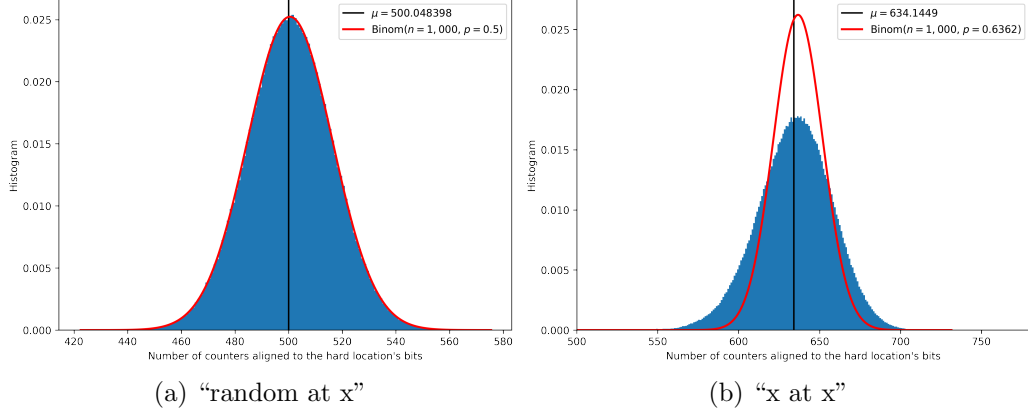 μ = 500.048398
Binom(n = 1, 000, p = 0.5)
0.025
0.020
0.015
0.010
0.005
0.000
Histogram
420 440 460 480 500 520 540 560 580
Number of counters aligned to the hard location's bits
(a) “random at x”
μ = 634.1449
Binom(n = 1, 000, p = 0.6362)
0.025
0.020
0.015
0.010
0.005
0.000
Histogram
500 550 600 650 700 750
Number of counters aligned to the hard location's bits
(b) “x at x”